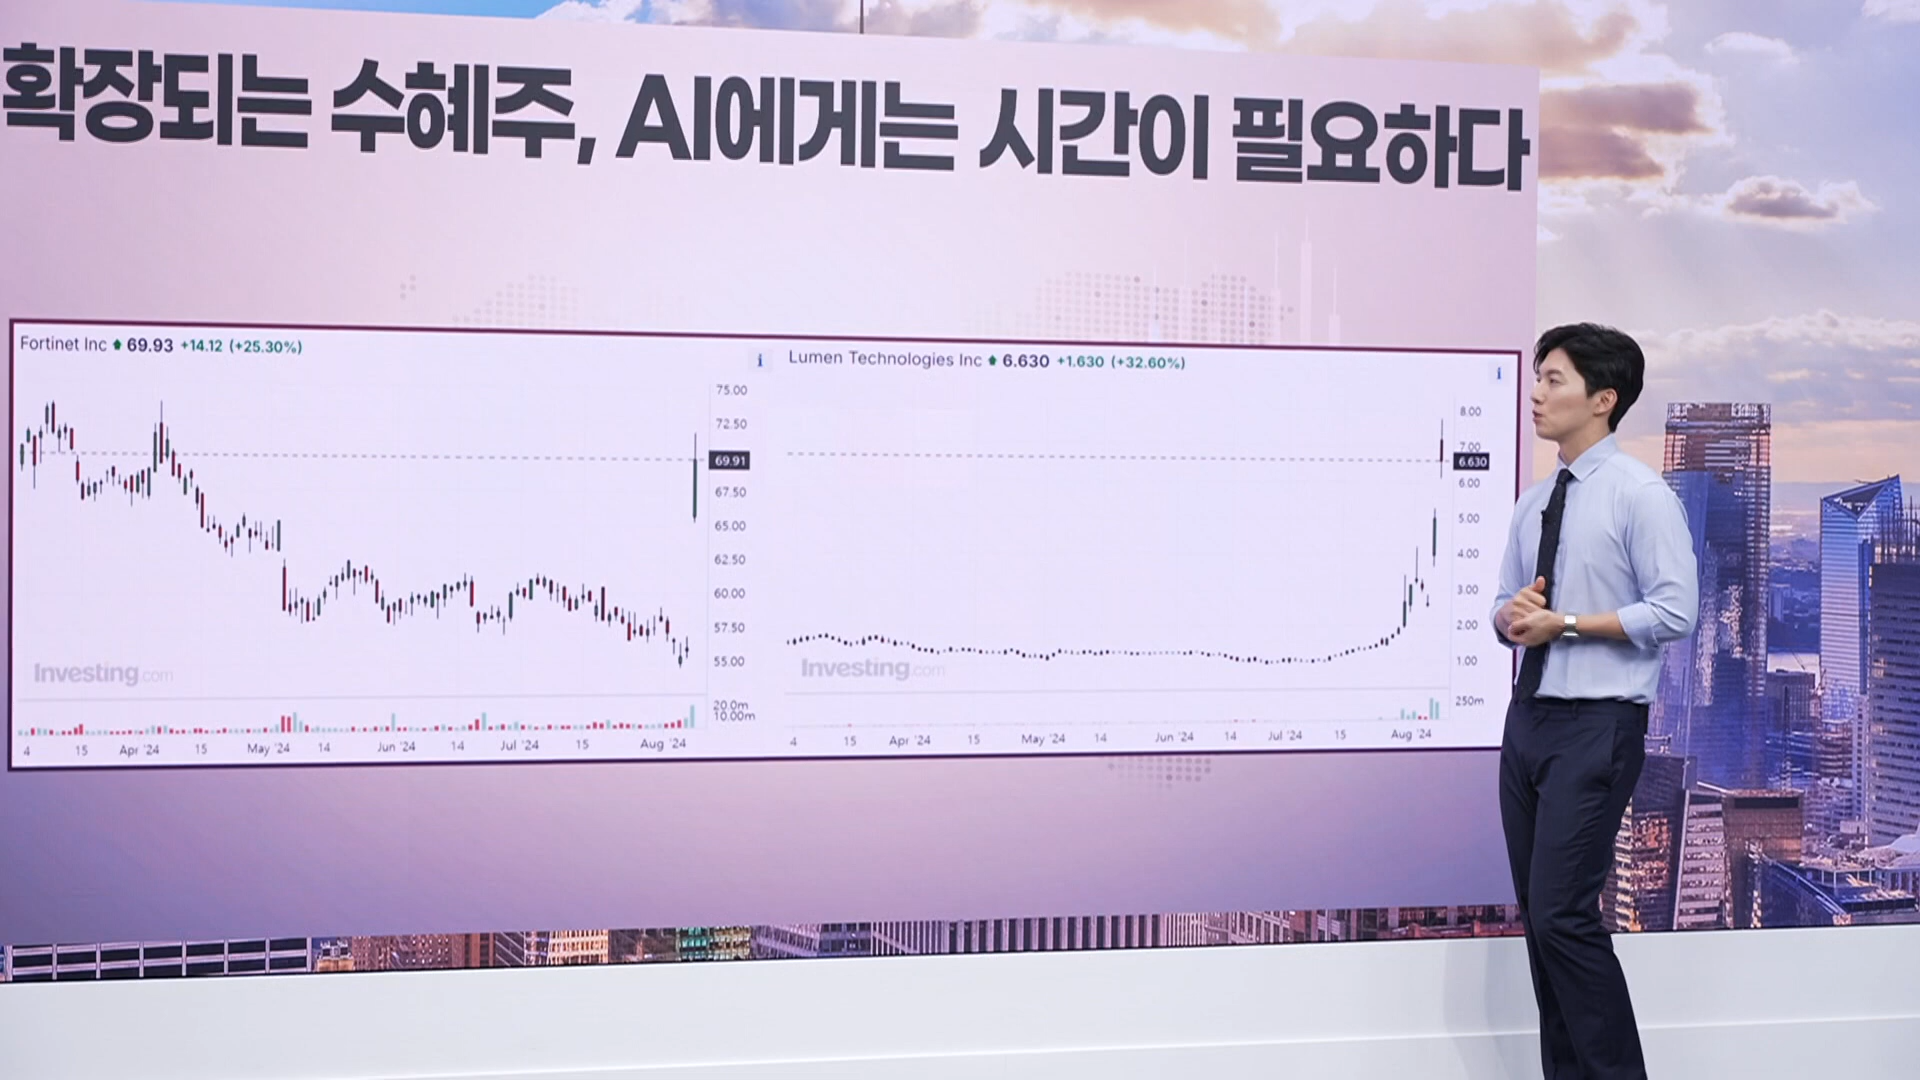 확장되는 수혜주, AI에게는 시간이 필요하다
Fortinet Inc 69.93 +14.12 (+25.30%)
i
75.00
72.50
69.91
67.50
65.00
62.50
60.00
57.50
55.00
20.0m
10.00m
Investing.com
4 15 Apr '24 15 May '24 14 Jun '24 14 Jul '24 15 Aug '24
Lumen Technologies Inc 6.630 +1.630 (+32.60%)
i
8.00
7.00
6.630
6.00
5.00
4.00
3.00
2.00
1.00
250m
Investing.com
4 15 Apr '24 15 May '24 14 Jun '24 14 Jul '24 15 Aug '24